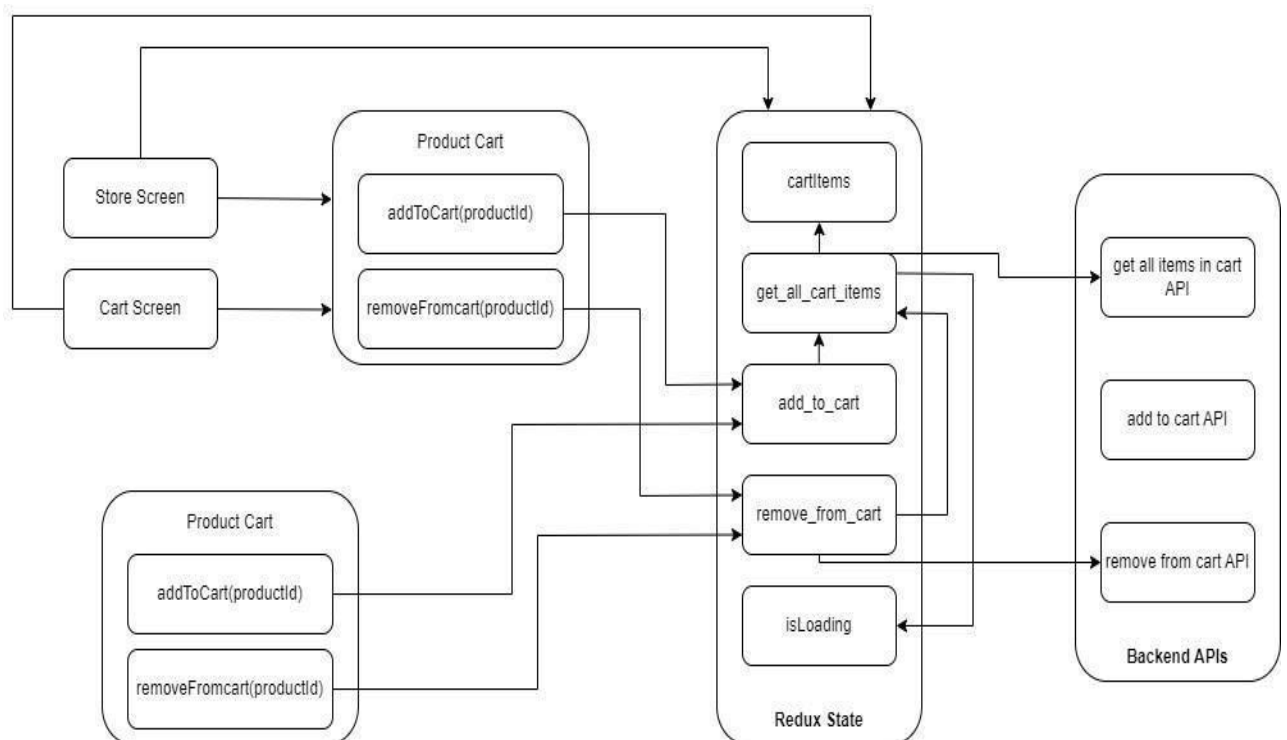 Product Cart
Store Screen
addToCart(productId)
cartItems
Cart Screen
removeFromcart(productId)
get_all_cart_items
get all items in cart
API
add_to_cart
add to cart API
Product Cart
remove_from_cart
remove from cart API
addToCart(productId)
isLoading
Backend APIs
removeFromcart(productId)
Redux State